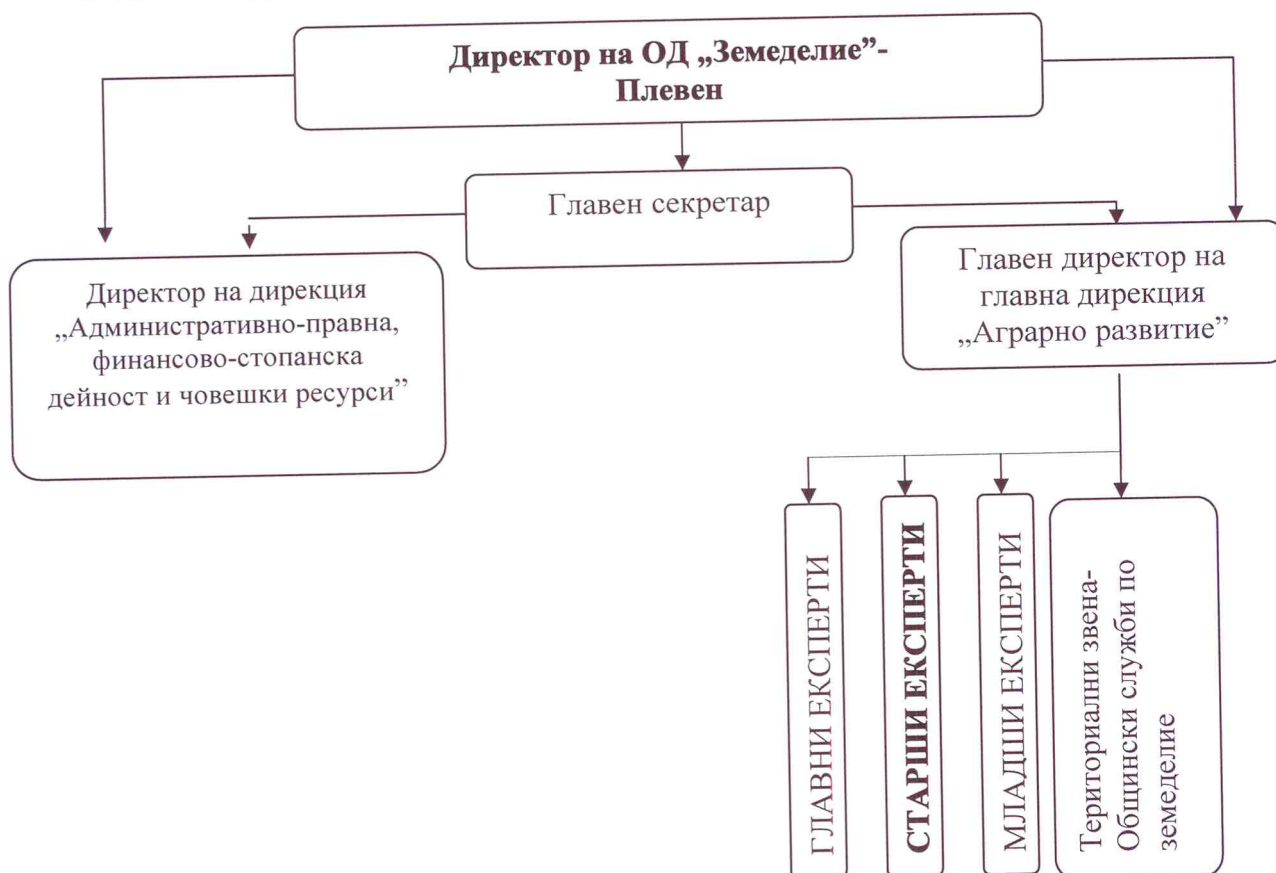 Директор на ОД „Земеделие”-
Плевен
Главен секретар
Директор на дирекция
„Административно-правна,
финансово-стопанска
дейност и човешки ресурси”
Главен директор на
главна дирекция
„Аграрно развитие”
ГЛАВНИ ЕКСПЕРТИ
СТАРШИ ЕКСПЕРТИ
МЛАДШИ ЕКСПЕРТИ
Териториални звена-
Общински служби по
земеделие